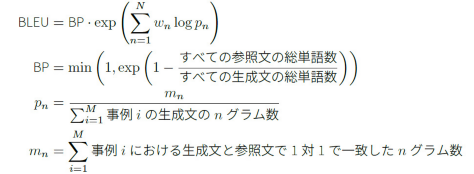 BLEU = BP · exp ( ∑_{n=1}^{N} w_n log p_n )
BP = min ( 1, exp ( 1 − すべての参照文の総単語数 / すべての生成文の総単語数 ) )
p_n = m_n / ∑_{i=1}^{M} 事例 i の生成文の n グラム数
m_n = ∑_{i=1}^{M} 事例 i における生成文と参照文で 1 対 1 で一致した n グラム数